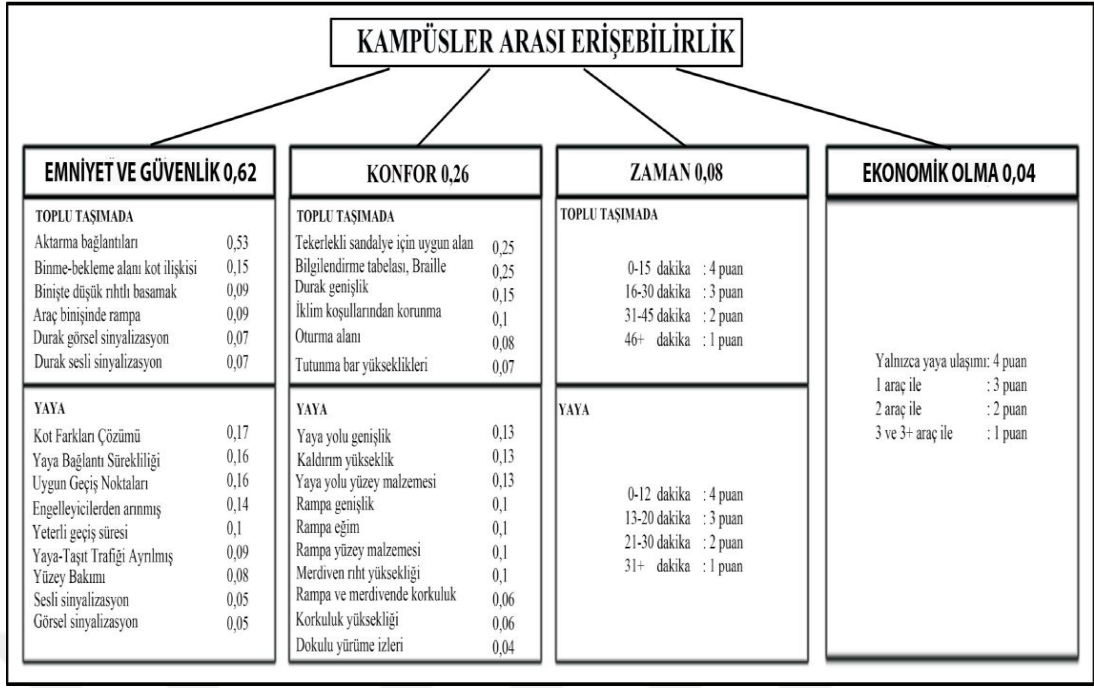 KAMPÜSLER ARASI ERİŞEBİLİRLİK
EMNİYET VE GÜVENLİK 0,62
TOPLU TAŞIMADA
Aktarma bağlantıları 0,53
Binme-bekleme alanı kot ilişkisi 0,15
Binişte düşük rıhtlı basamak 0,09
Araç binişinde rampa 0,09
Durak görsel sinyalizasyon 0,07
Durak sesli sinyalizasyon 0,07
YAYA
Kot Farkları Çözümü 0,17
Yaya Bağlantı Sürekliliği 0,16
Uygun Geçiş Noktaları 0,16
Engelleyicilerden arınmış 0,14
Yeterli geçiş süresi 0,1
Yaya-Taşıt Trafiği Ayrılmış 0,09
Yüzey Bakımı 0,08
Sesli sinyalizasyon 0,05
Görsel sinyalizasyon 0,05
KONFOR 0,26
TOPLU TAŞIMADA
Tekerlekli sandalye için uygun alan 0,25
Bilgilendirme tabelası, Braille 0,25
Durak genişlik 0,15
İklim koşullarından korunma 0,1
Oturma alanı 0,08
Tutunma bar yükseklikleri 0,07
YAYA
Yaya yolu genişlik 0,13
Kaldırım yükseklik 0,13
Yaya yolu yüzey malzemesi 0,13
Rampa genişlik 0,1
Rampa eğim 0,1
Rampa yüzey malzemesi 0,1
Merdiven rıht yüksekliği 0,1
Rampa ve merdivende korkuluk 0,06
Korkuluk yüksekliği 0,06
Dokulu yürüme izleri 0,04
ZAMAN 0,08
TOPLU TAŞIMADA
0-15 dakika : 4 puan
16-30 dakika : 3 puan
31-45 dakika : 2 puan
46+ dakika : 1 puan
YAYA
0-12 dakika : 4 puan
13-20 dakika : 3 puan
21-30 dakika : 2 puan
31+ dakika : 1 puan
EKONOMİK OLMA 0,04
Yalnızca yaya ulaşımı: 4 puan
1 araç ile : 3 puan
2 araç ile : 2 puan
3 ve 3+ araç ile : 1 puan